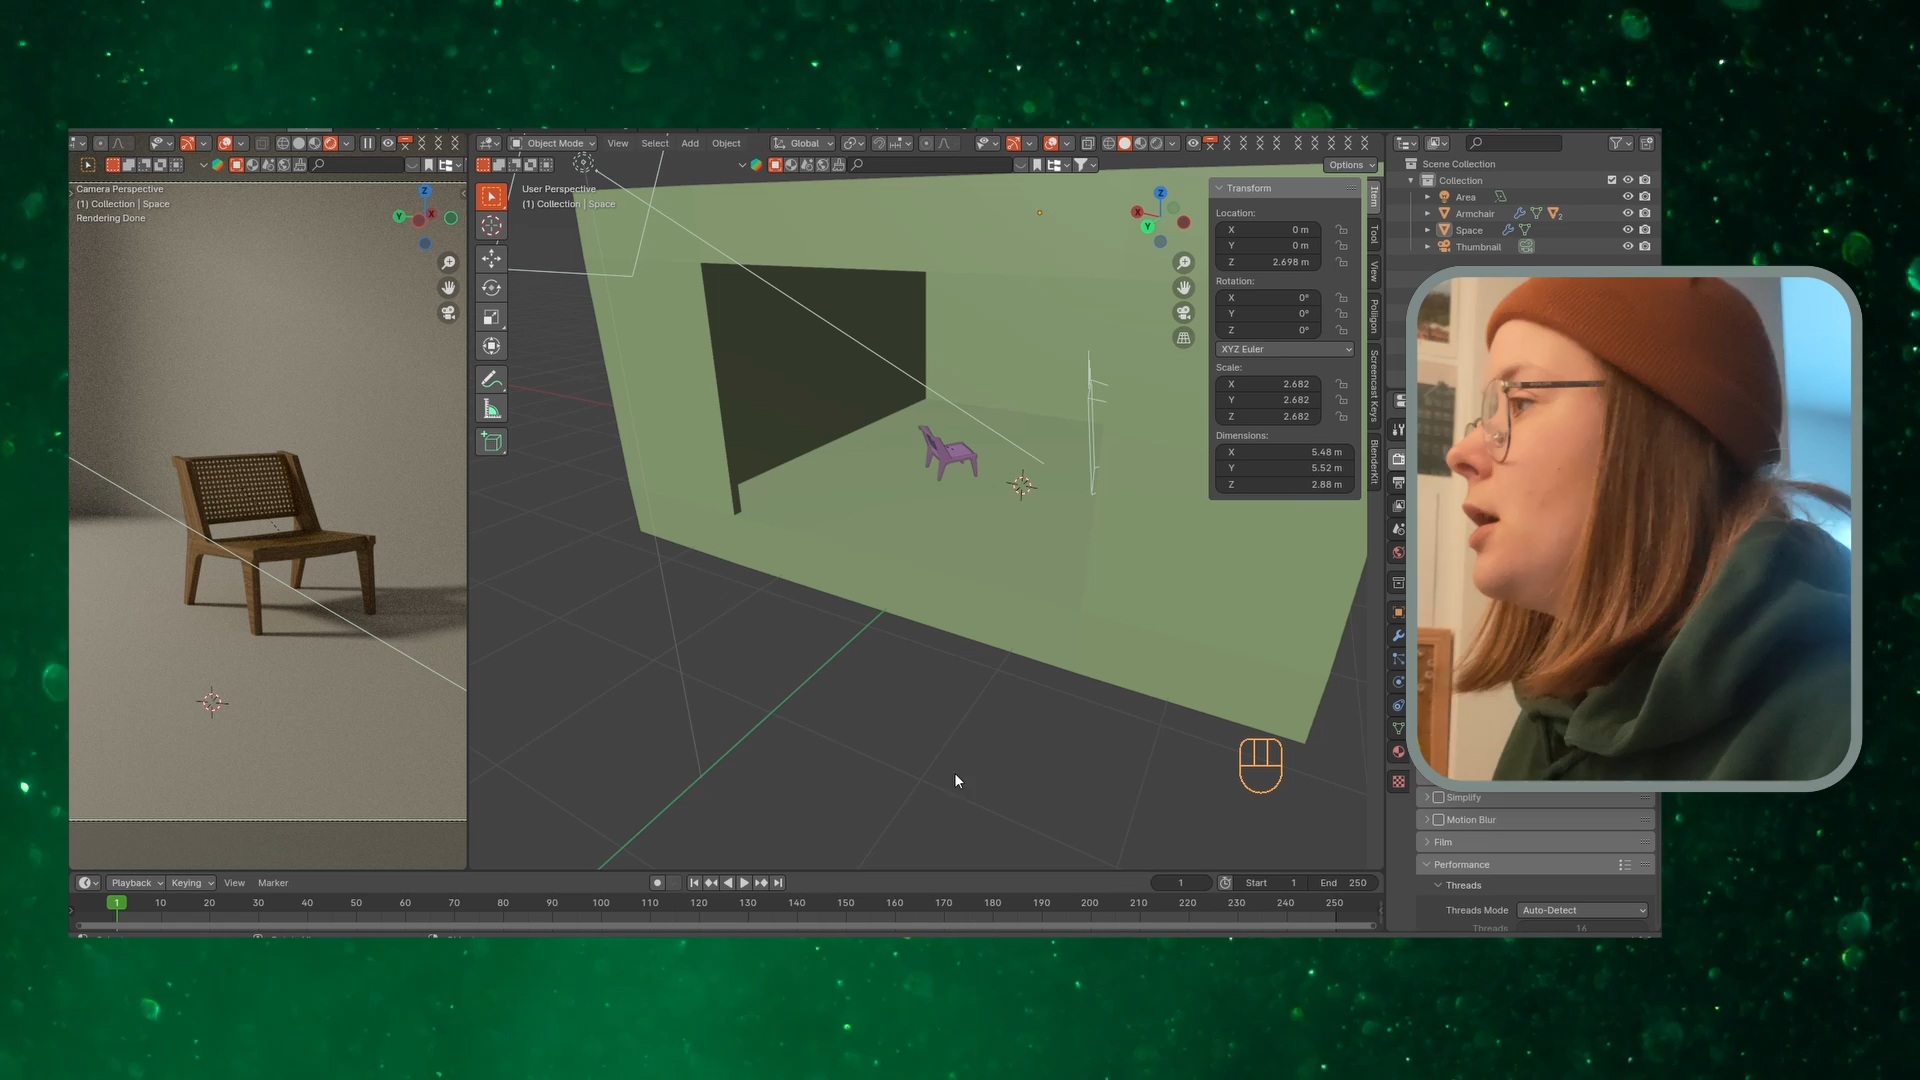 Object Mode View Select Add Object Global
Options
Camera Perspective
(1) Collection | Space
Rendering Done
User Perspective
(1) Collection | Space
Z
Y
X
Z
X
Y
Transform
Location:
X 0 m
Y 0 m
Z 2.698 m
Rotation:
X 0°
Y 0°
Z 0°
XYZ Euler
Scale:
X 2.682
Y 2.682
Z 2.682
Dimensions:
X 5.48 m
Y 5.52 m
Z 2.88 m
Item
Tool
View
Poliigon
Screencast Keys
BlenderKit
Scene Collection
Collection
Area
Armchair 2
Space
Thumbnail
Simplify
Motion Blur
Film
Performance
Threads
Threads Mode Auto-Detect
Threads 16
Playback Keying View Marker
1 Start 1 End 250
1 10 20 30 40 50 60 70 80 90 100 110 120 130 140 150 160 170 180 190 200 210 220 230 240 250